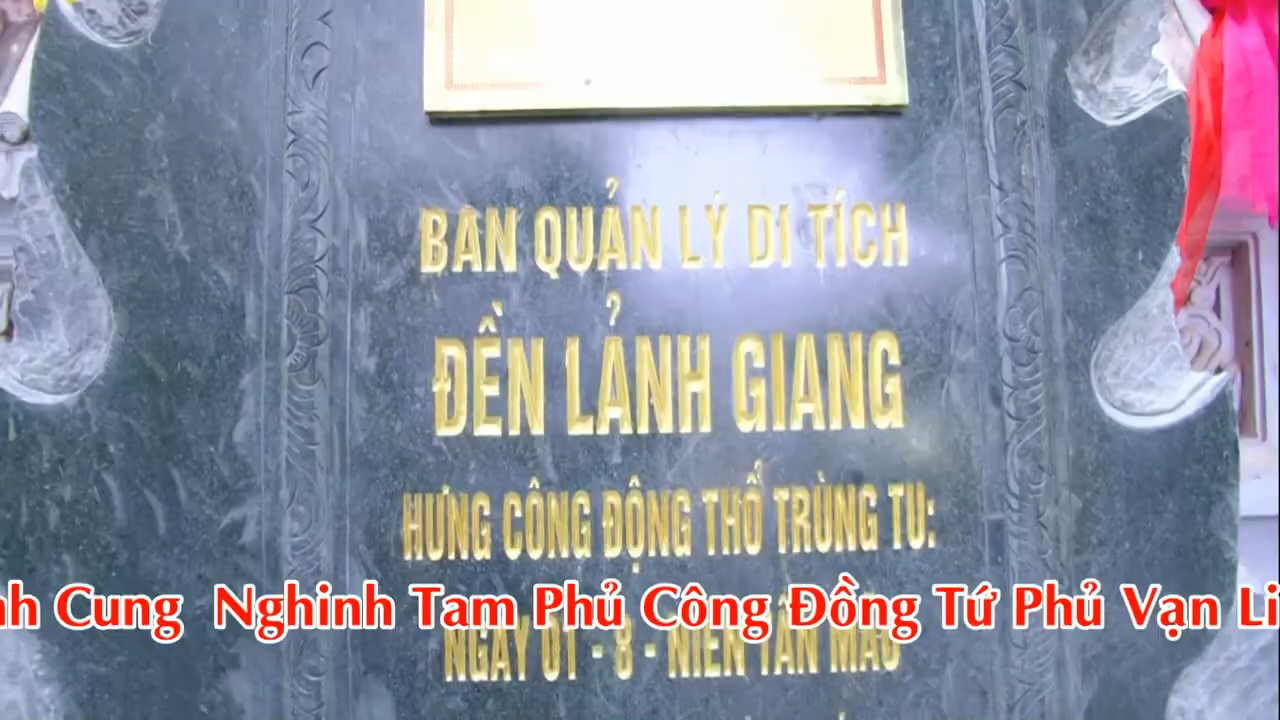 BAN QUẢN LÝ DI TÍCH
ĐỀN LẢNH GIANG
HƯNG CÔNG ĐỘNG THỔ TRÙNG TU:
Cung Nghinh Tam Phủ Công Đồng Tứ Phủ Vạn
NGÀY 01 - 8 - NIÊN TÂN MÃO